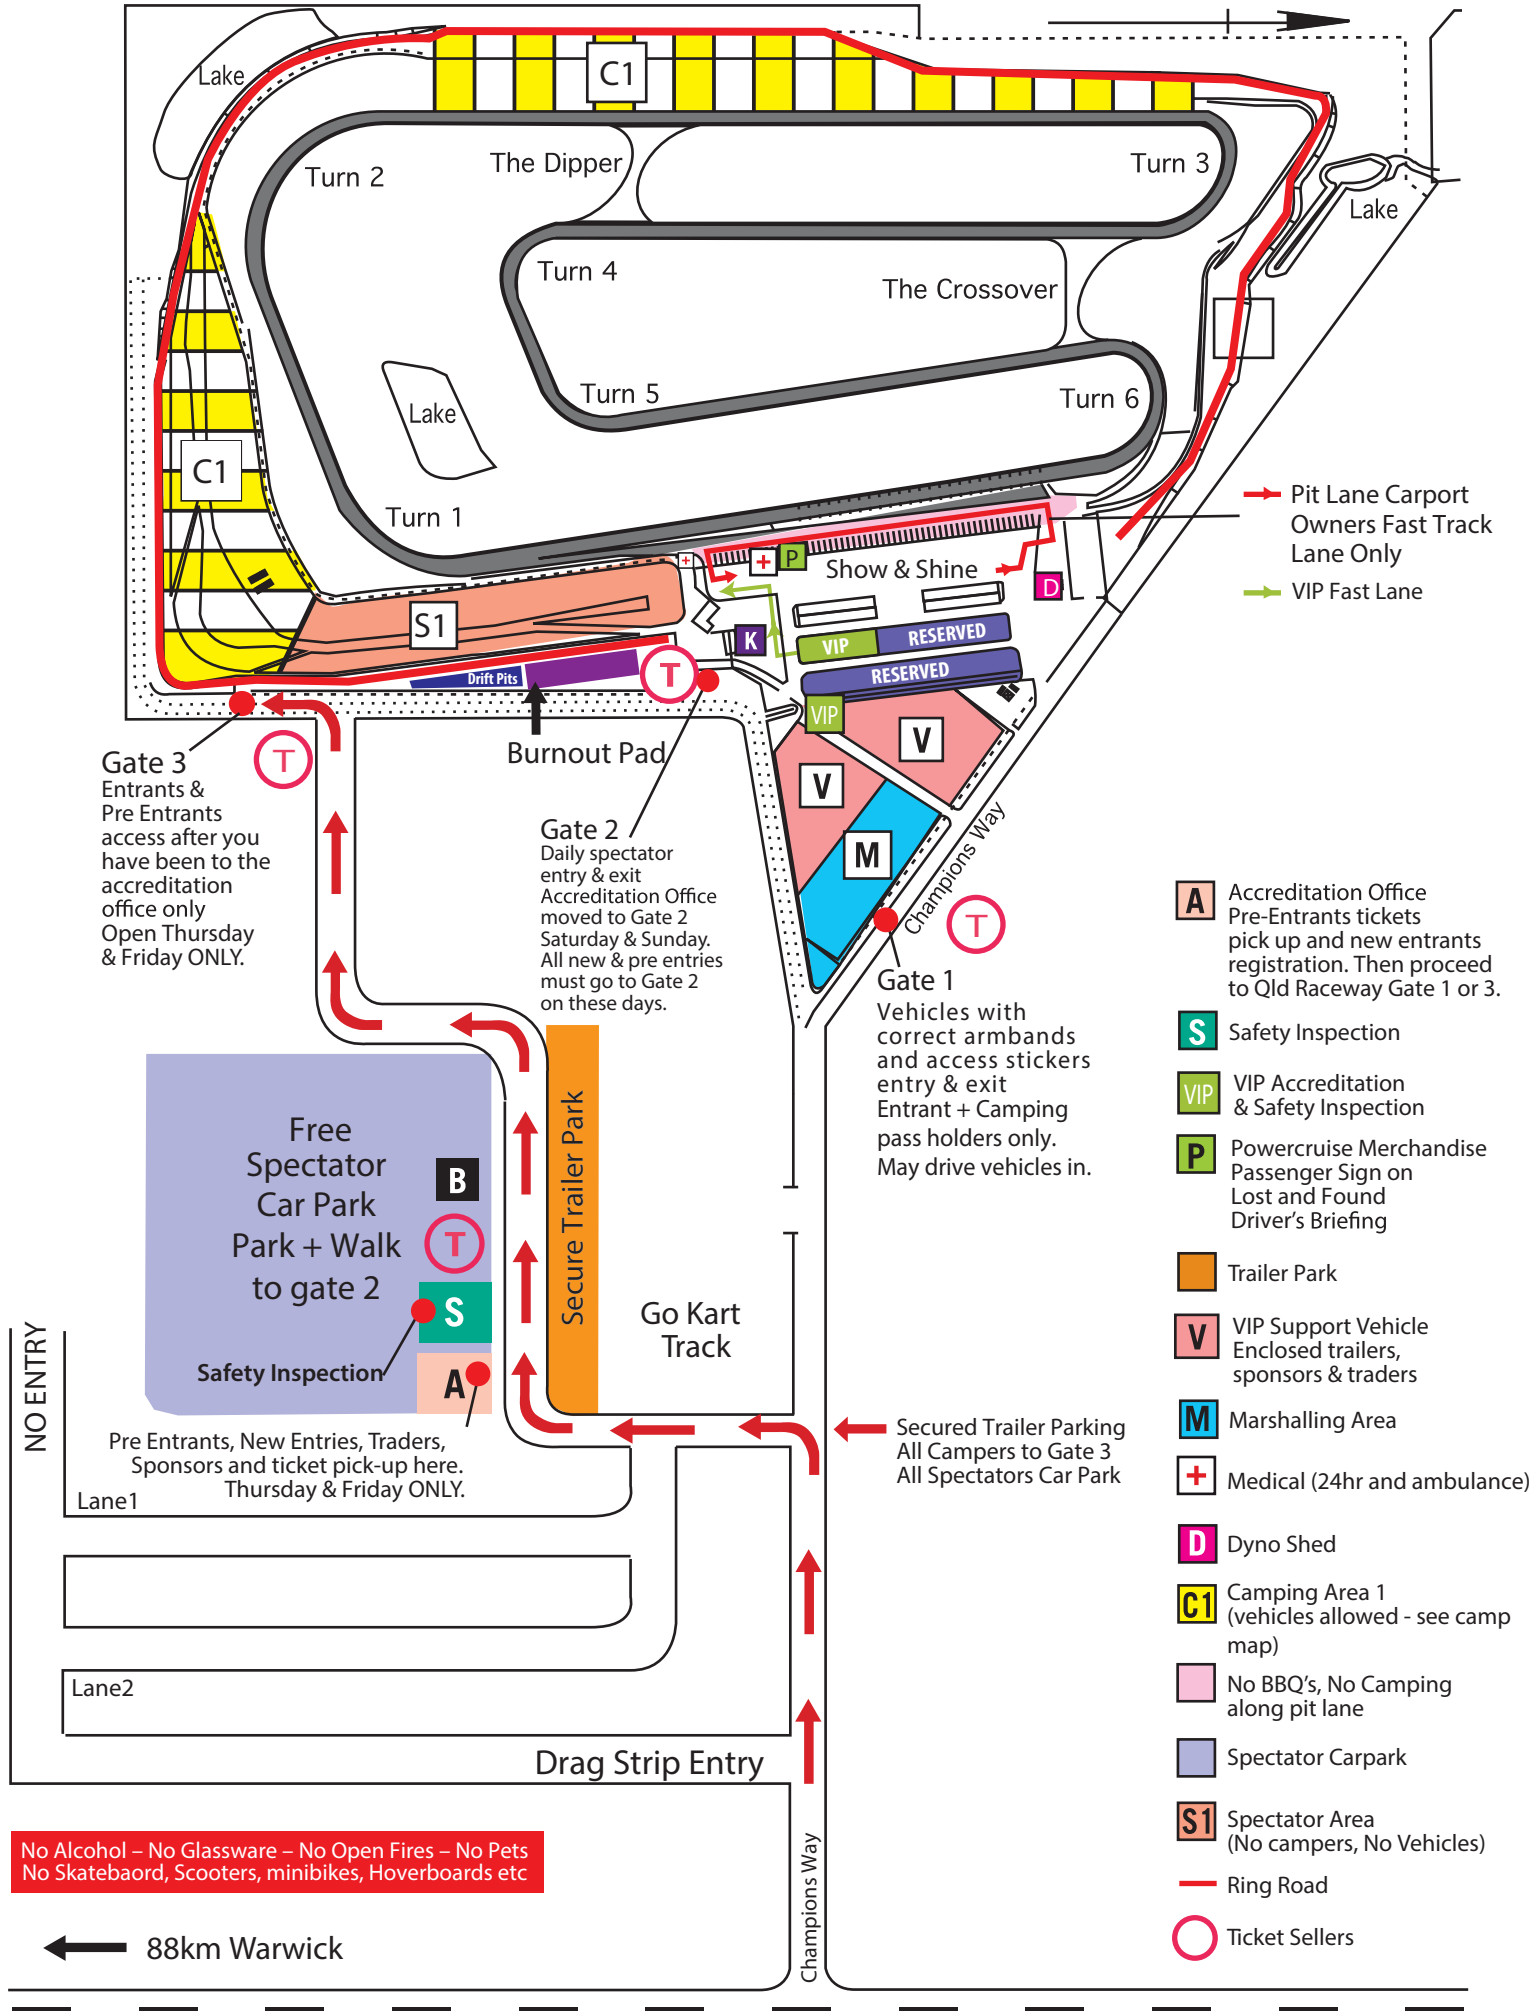 Lake
C1
Turn 2
The Dipper
Turn 3
Lake
Turn 4
The Crossover
Turn 5
Turn 6
Lake
C1
Turn 1
Pit Lane Carport
Owners Fast Track
Lane Only
VIP Fast Lane
+
+
P
Show & Shine
D
S1
K
VIP
RESERVED
RESERVED
Drift Pits
T
VIP
V
V
M
Burnout Pad
Champions Way
T
T
Gate 3
Entrants &
Pre Entrants
access after you
have been to the
accreditation
office only
Open Thursday
& Friday ONLY.
Gate 2
Daily spectator
entry & exit
Accreditation Office
moved to Gate 2
Saturday & Sunday.
All new & pre entries
must go to Gate 2
on these days.
Gate 1
Vehicles with
correct armbands
and access stickers
entry & exit
Entrant + Camping
pass holders only.
May drive vehicles in.
A
Accreditation Office
Pre-Entrants tickets
pick up and new entrants
registration. Then proceed
to Qld Raceway Gate 1 or 3.
S
Safety Inspection
VIP
VIP Accreditation
& Safety Inspection
P
Powercruise Merchandise
Passenger Sign on
Lost and Found
Driver's Briefing
Trailer Park
V
VIP Support Vehicle
Enclosed trailers,
sponsors & traders
M
Marshalling Area
+
Medical (24hr and ambulance)
D
Dyno Shed
C1
Camping Area 1
(vehicles allowed - see camp
map)
No BBQ's, No Camping
along pit lane
Spectator Carpark
S1
Spectator Area
(No campers, No Vehicles)
Ring Road
Ticket Sellers
Free
Spectator
Car Park
Park + Walk
to gate 2
B
T
S
Safety Inspection
A
Secure Trailer Park
Go Kart
Track
NO ENTRY
Pre Entrants, New Entries, Traders,
Sponsors and ticket pick-up here.
Thursday & Friday ONLY.
Secured Trailer Parking
All Campers to Gate 3
All Spectators Car Park
Lane1
Lane2
Drag Strip Entry
Champions Way
No Alcohol – No Glassware – No Open Fires – No Pets
No Skatebaord, Scooters, minibikes, Hoverboards etc
88km Warwick